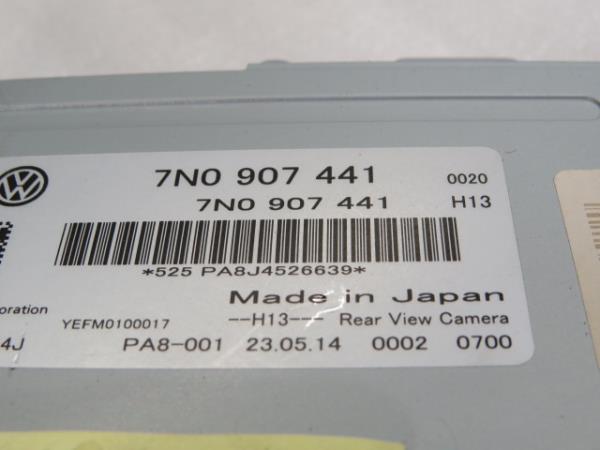 7N0 907 441 0020
7N0 907 441 H13
*525 PA8J4526639*
Made in Japan
oration YEFM0100017 --H13--- Rear View Camera
4J PA8-001 23.05.14 0002 0700